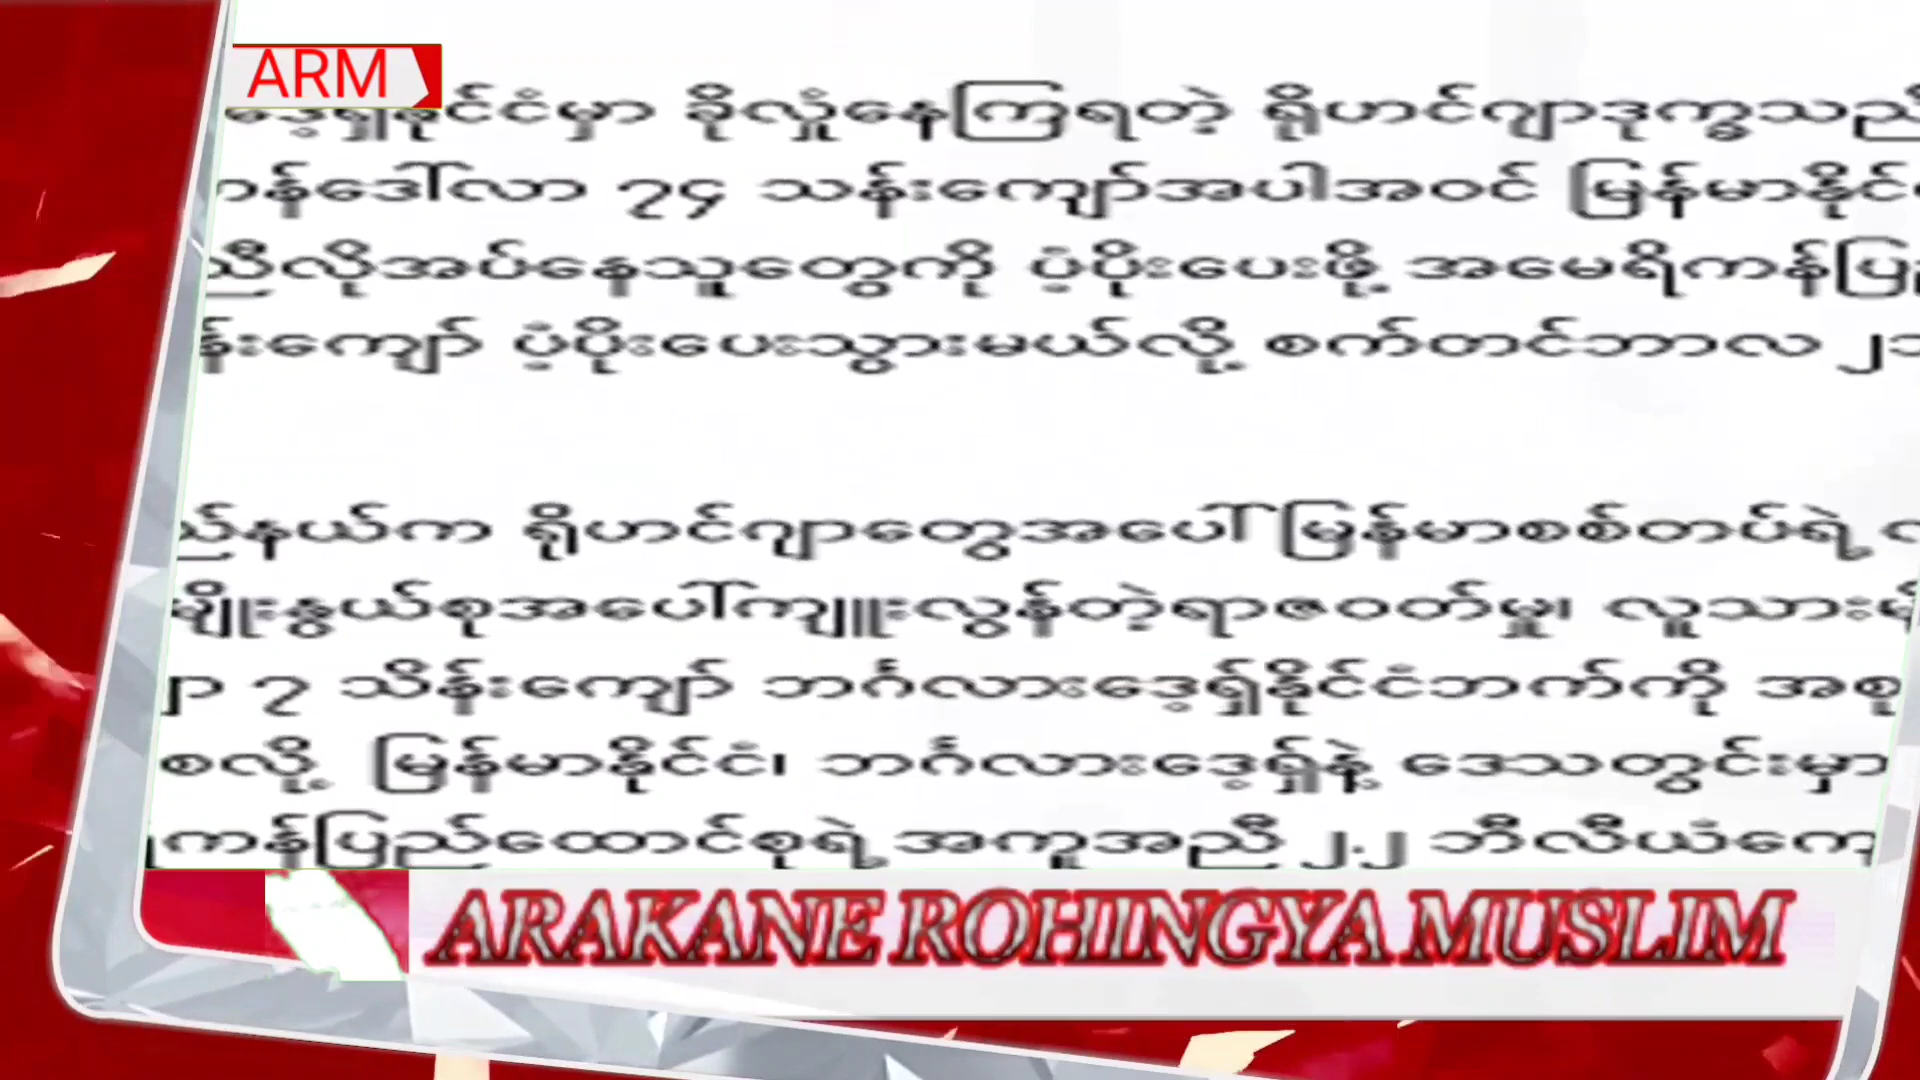 ARM
ဒေ့ရှ်နိုင်ငံမှာ ခိုလှုံနေကြရတဲ့ ရိုဟင်ဂျာဒုက္ခသည်
ကန်ဒေါ်လာ ၇၄ သန်းကျော်အပါအဝင် မြန်မာနိုင်
ညီလိုအပ်နေသူတွေကို ပံ့ပိုးပေးဖို့ အမေရိကန်ပြည်
န်းကျော် ပံ့ပိုးပေးသွားမယ်လို့ စက်တင်ဘာလ ၂၁
ည်နယ်က ရိုဟင်ဂျာတွေအပေါ် မြန်မာစစ်တပ်ရဲ့
မျိုးနွယ်စုအပေါ်ကျူးလွန်တဲ့ရာဇဝတ်မှု၊ လူသား
ျာ ၇ သိန်းကျော် ဘင်္ဂလားဒေ့ရှ်နိုင်ငံဘက်ကို အစု
စလို့ မြန်မာနိုင်ငံ၊ ဘင်္ဂလားဒေ့ရှ်နဲ့ ဒေသတွင်းမှာ
ကန်ပြည်ထောင်စုရဲ့ အကူအညီ ၂.၂ ဘီလီယံကျေ
ARAKANE ROHINGYA MUSLIM